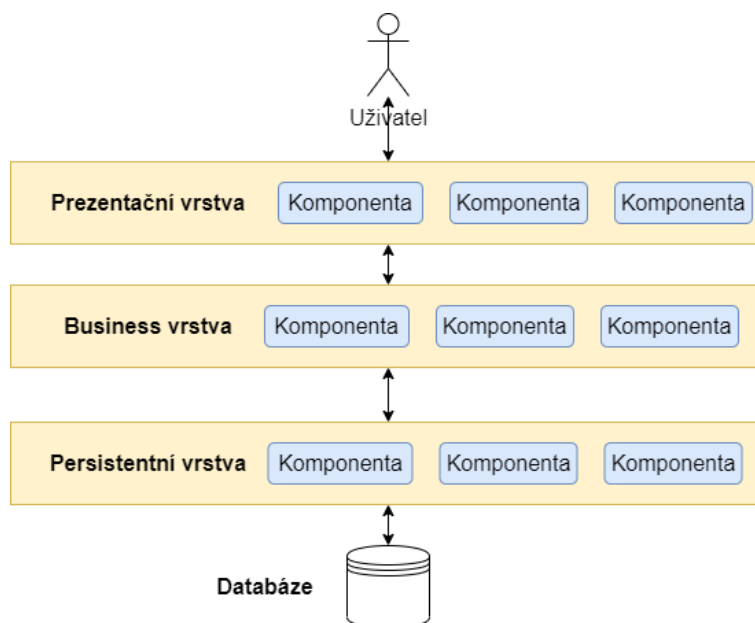 Uživatel
Prezentační vrstva Komponenta Komponenta Komponenta
Business vrstva Komponenta Komponenta Komponenta
Persistentní vrstva Komponenta Komponenta Komponenta
Databáze